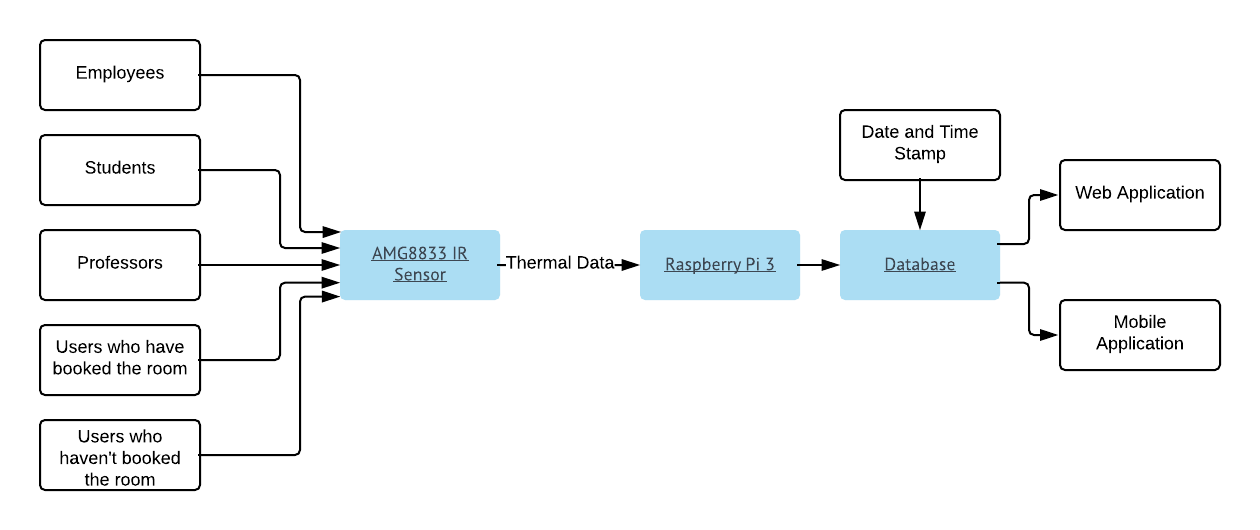 Employees
Students
Professors
Users who have
booked the room
Users who
haven't booked
the room
AMG8833 IR
Sensor
Thermal Data
Raspberry Pi 3
Date and Time
Stamp
Database
Web Application
Mobile
Application